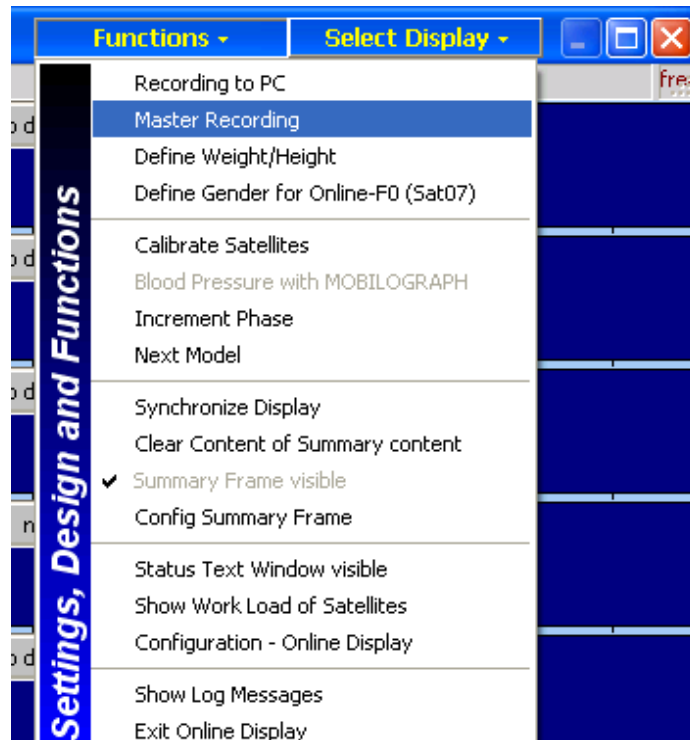 Functions
Select Display
fre
Recording to PC
Master Recording
Define Weight/Height
Define Gender for Online-F0 (Sat07)
Calibrate Satellites
Blood Pressure with MOBILOGRAPH
Increment Phase
Next Model
Synchronize Display
Clear Content of Summary content
Summary Frame visible
Config Summary Frame
Status Text Window visible
Show Work Load of Satellites
Configuration - Online Display
Show Log Messages
Exit Online Display
Settings, Design and Functions